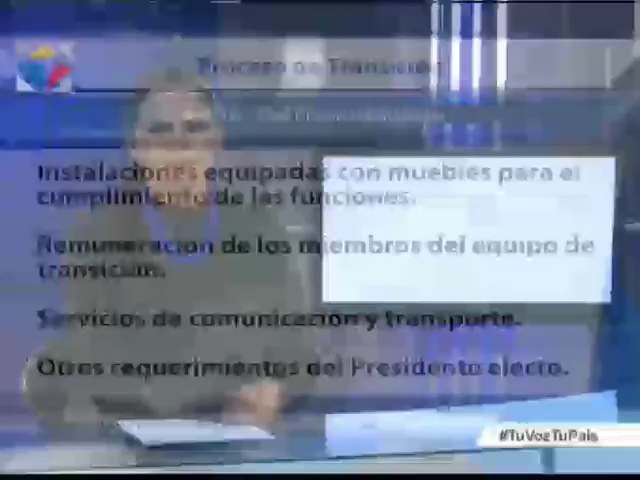 Proceso de Transición
Instalaciones equipadas con muebles para el
cumplimiento de las funciones.
Remuneración de los miembros del equipo de
transición.
Servicios de comunicación y transporte.
Otros requerimientos del Presidente electo.
#TuVozTuPaís